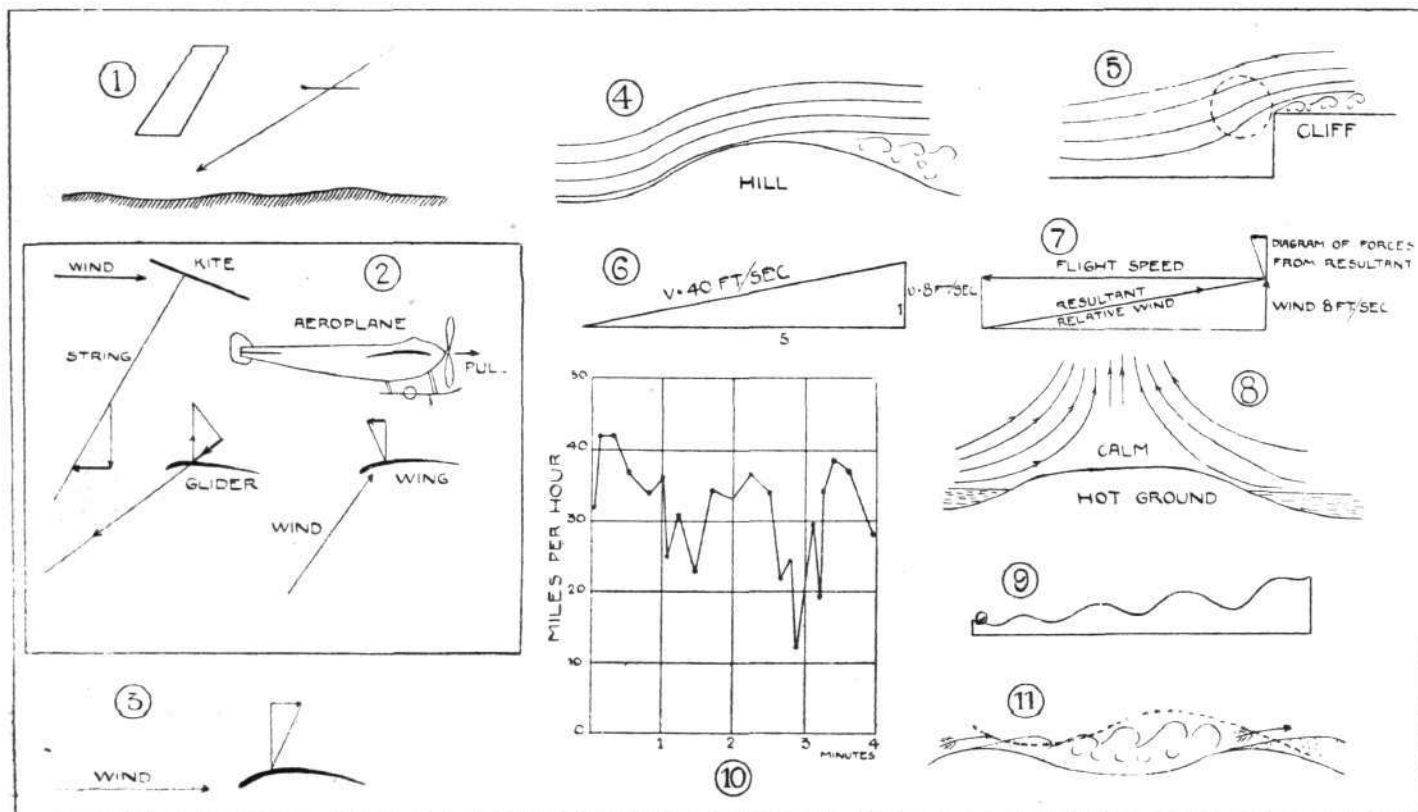 1
4
5
CLIFF
HILL
WIND
KITE
2
AEROPLANE
STRING
GLIDER
WING
WIND
6
V=40 FT/SEC
1
5
7
DIAGRAM OF FORCES
FROM RESULTANT
FLIGHT SPEED
V=8 FT/SEC
RESULTANT
RELATIVE WIND
WIND 8 FT/SEC
8
CALM
HOT GROUND
50
40
30
20
10
0
MILES PER HOUR
1
2
3
4
MINUTES
10
9
11
3
WIND